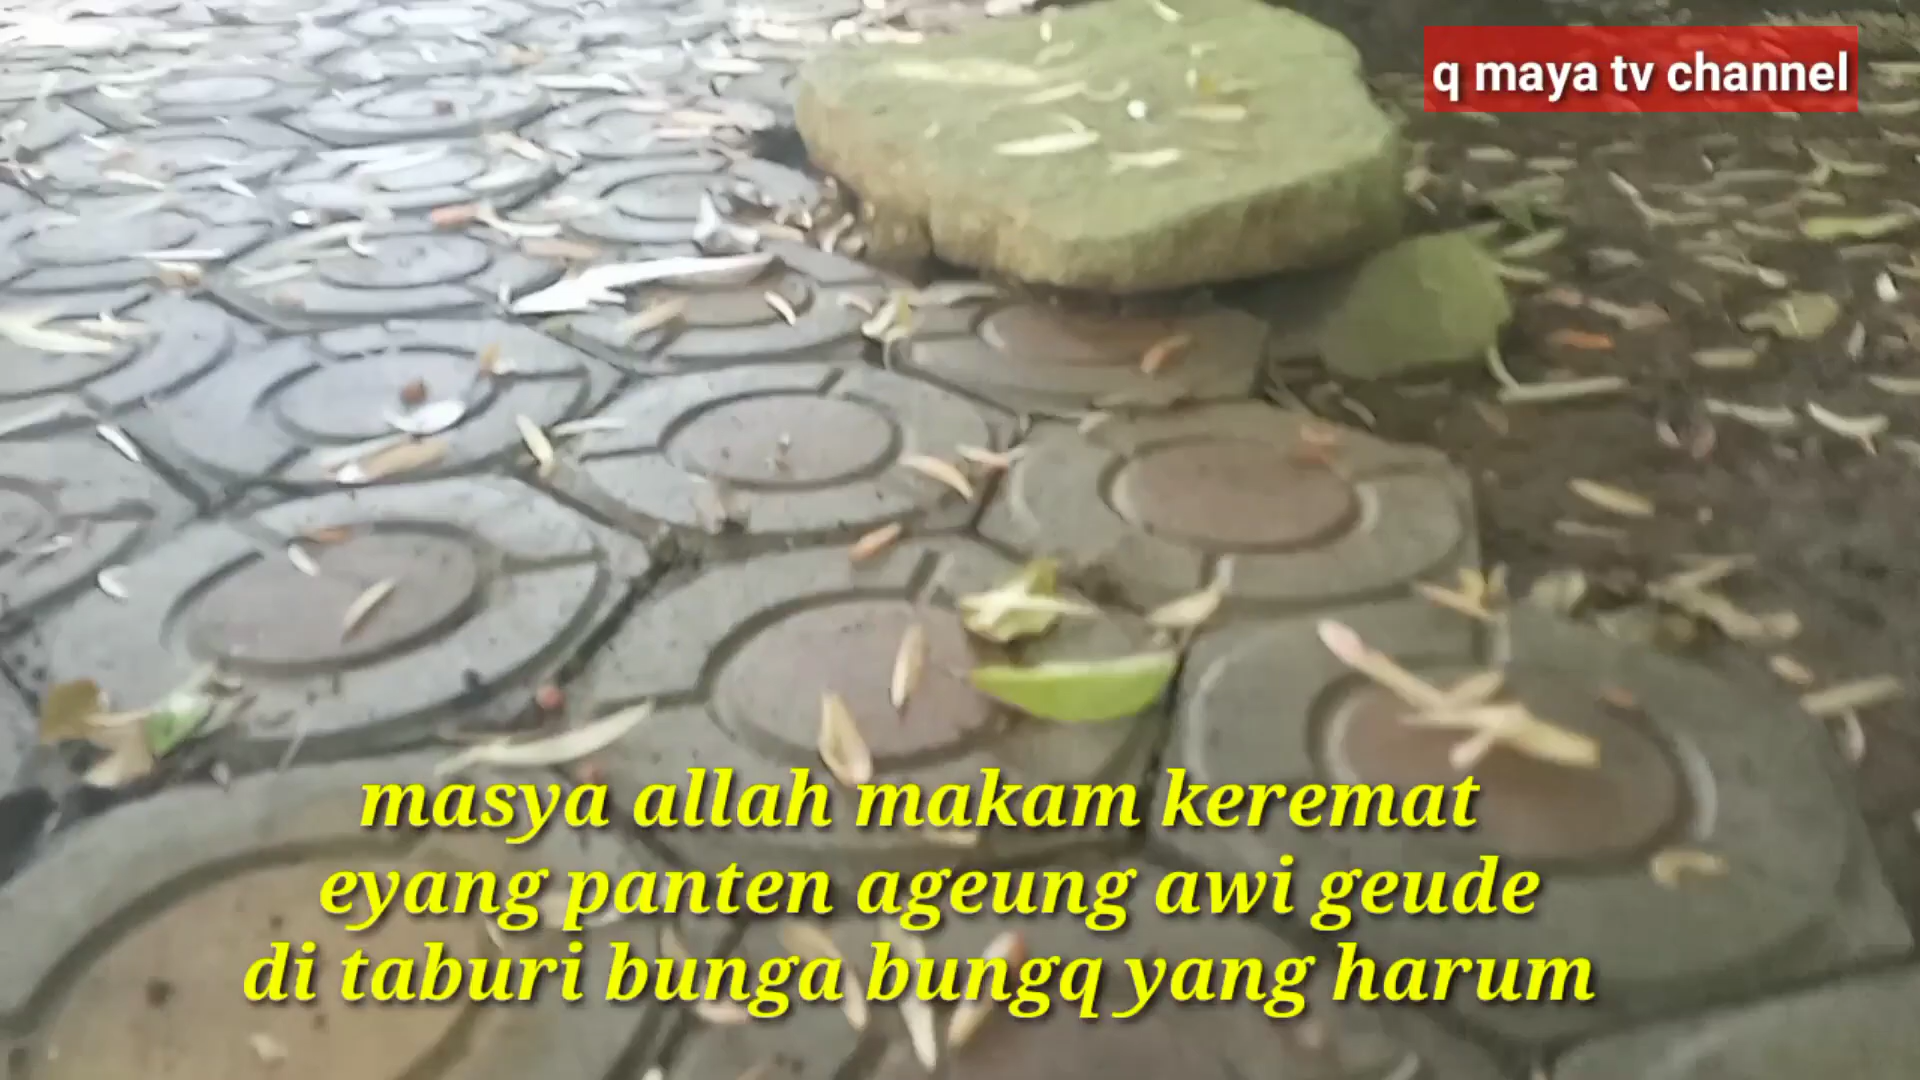 q maya tv channel
masya allah makam keremat
eyang panten ageung awi geude
di taburi bunga bungq yang harum